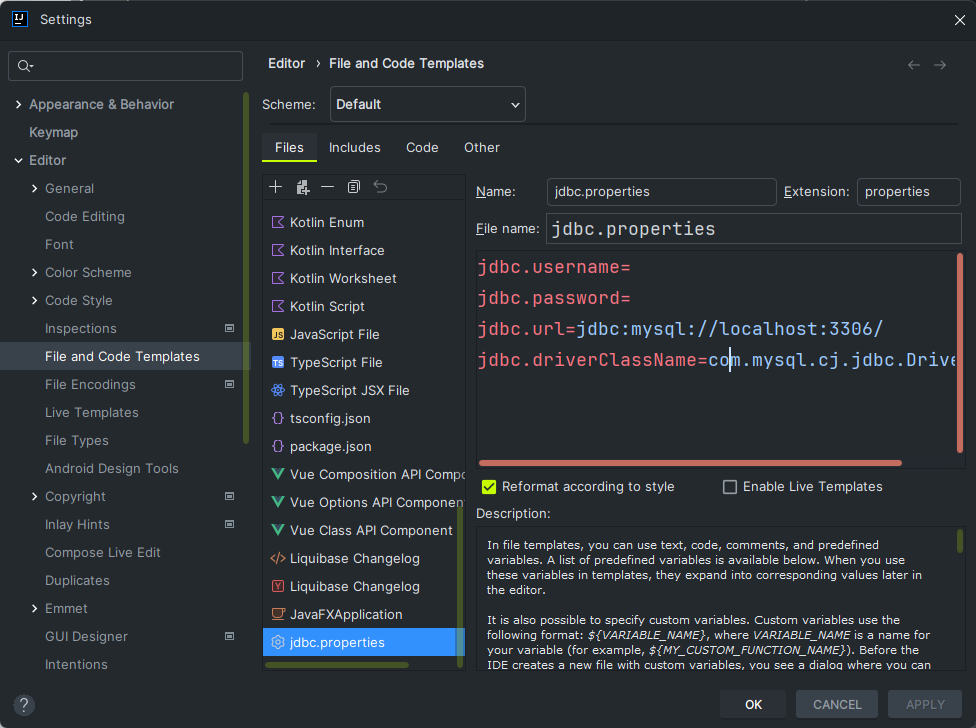 Settings
Appearance & Behavior
Keymap
Editor
General
Code Editing
Font
Color Scheme
Code Style
Inspections
File and Code Templates
File Encodings
Live Templates
File Types
Android Design Tools
Copyright
Inlay Hints
Compose Live Edit
Duplicates
Emmet
GUI Designer
Intentions
Editor › File and Code Templates
Scheme: Default
Files Includes Code Other
Kotlin Enum
Kotlin Interface
Kotlin Worksheet
Kotlin Script
JavaScript File
TypeScript File
TypeScript JSX File
tsconfig.json
package.json
Vue Composition API Compo
Vue Options API Componen
Vue Class API Component
Liquibase Changelog
Liquibase Changelog
JavaFXApplication
jdbc.properties
Name: jdbc.properties Extension: properties
File name: jdbc.properties
jdbc.username=
jdbc.password=
jdbc.url=jdbc:mysql://localhost:3306/
jdbc.driverClassName=com.mysql.cj.jdbc.Drive
Reformat according to style Enable Live Templates
Description:
In file templates, you can use text, code, comments, and predefined
variables. A list of predefined variables is available below. When you use
these variables in templates, they expand into corresponding values later in
the editor.
It is also possible to specify custom variables. Custom variables use the
following format: ${VARIABLE_NAME}, where VARIABLE_NAME is a name for
your variable (for example, ${MY_CUSTOM_FUNCTION_NAME}). Before the
IDE creates a new file with custom variables, you see a dialog where you can
? OK CANCEL APPLY